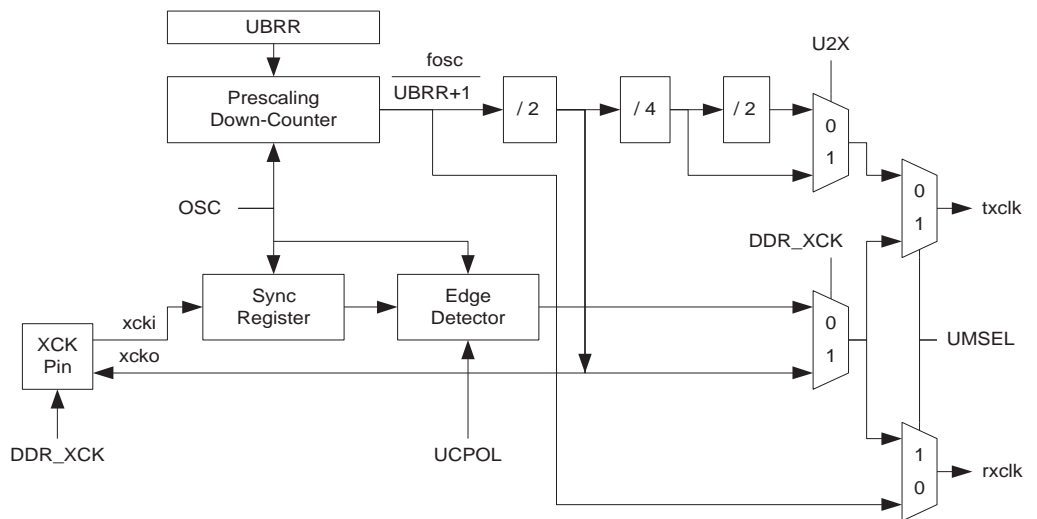 UBRR
fosc
U2X
Prescaling
Down-Counter
UBRR+1
/ 2
/ 4
/ 2
0
1
OSC
0
1
txclk
DDR_XCK
xcki
Sync
Register
Edge
Detector
0
1
UMSEL
XCK
Pin
xcko
DDR_XCK
UCPOL
1
0
rxclk